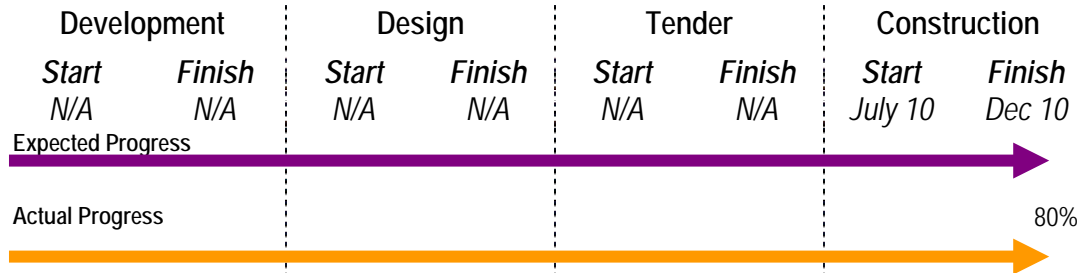 Development Design Tender Construction
Start Finish Start Finish Start Finish Start Finish
N/A N/A N/A N/A N/A N/A July 10 Dec 10
Expected Progress
Actual Progress 80%